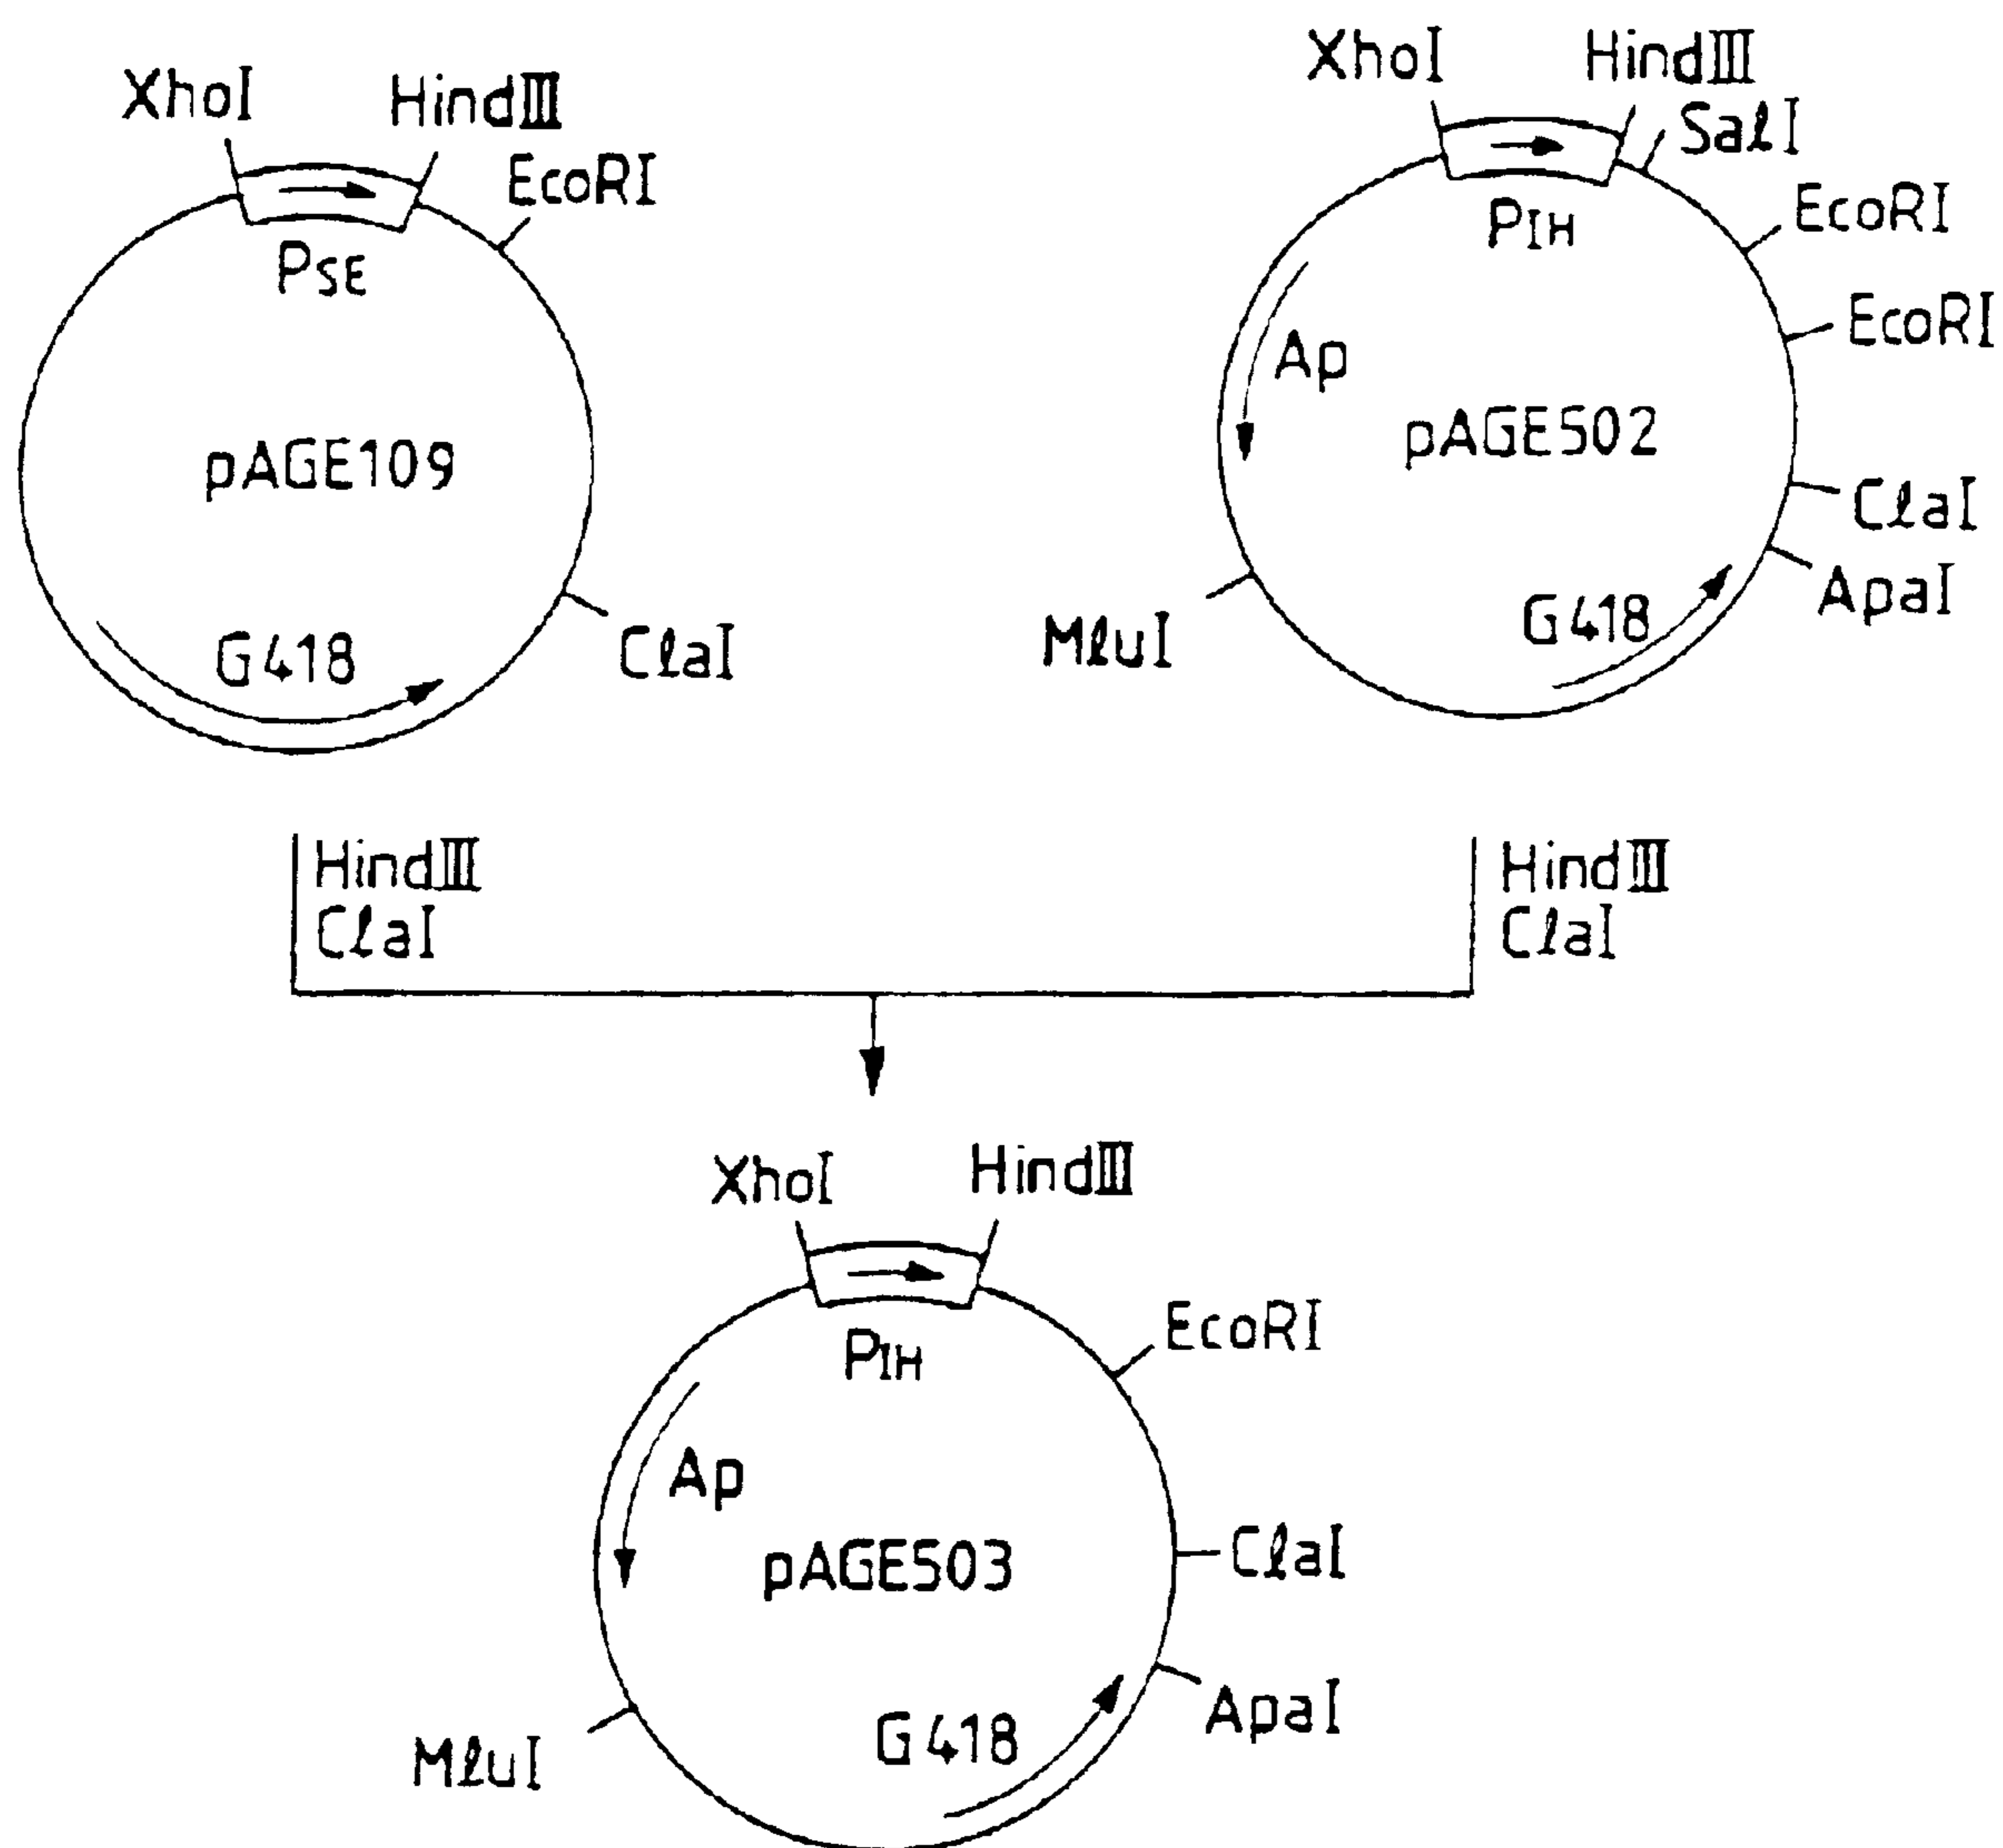 XhoI
HindIII
EcoRI
PSE
pAGE109
G418
ClaI
XhoI
HindIII
SalI
EcoRI
EcoRI
PIH
Ap
pAGE502
ClaI
ApaI
G418
MluI
HindIII
ClaI
HindIII
ClaI
XhoI
HindIII
EcoRI
PIH
Ap
pAGE503
ClaI
ApaI
G418
MluI